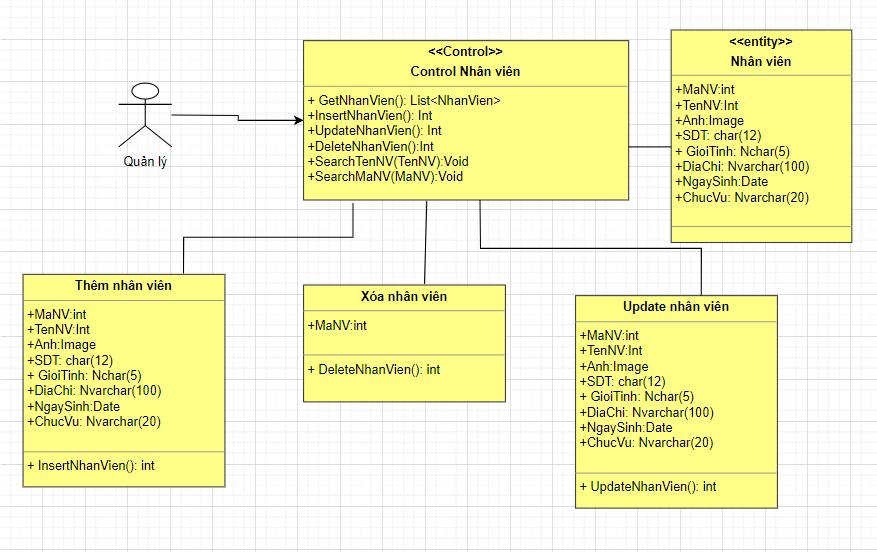 <<Control>>
Control Nhân viên
+ GetNhanVien(): List<NhanVien>
+InsertNhanVien(): Int
+UpdateNhanVien(): Int
+DeleteNhanVien():Int
+SearchTenNV(TenNV):Void
+SearchMaNV(MaNV):Void
<<entity>>
Nhân viên
+MaNV:int
+TenNV:Int
+Anh:Image
+SDT: char(12)
+ GioiTinh: Nchar(5)
+DiaChi: Nvarchar(100)
+NgaySinh:Date
+ChucVu: Nvarchar(20)
Quản lý
Thêm nhân viên
+MaNV:int
+TenNV:Int
+Anh:Image
+SDT: char(12)
+ GioiTinh: Nchar(5)
+DiaChi: Nvarchar(100)
+NgaySinh:Date
+ChucVu: Nvarchar(20)
+ InsertNhanVien(): int
Xóa nhân viên
+MaNV:int
+ DeleteNhanVien(): int
Update nhân viên
+MaNV:int
+TenNV:Int
+Anh:Image
+SDT: char(12)
+ GioiTinh: Nchar(5)
+DiaChi: Nvarchar(100)
+NgaySinh:Date
+ChucVu: Nvarchar(20)
+ UpdateNhanVien(): int